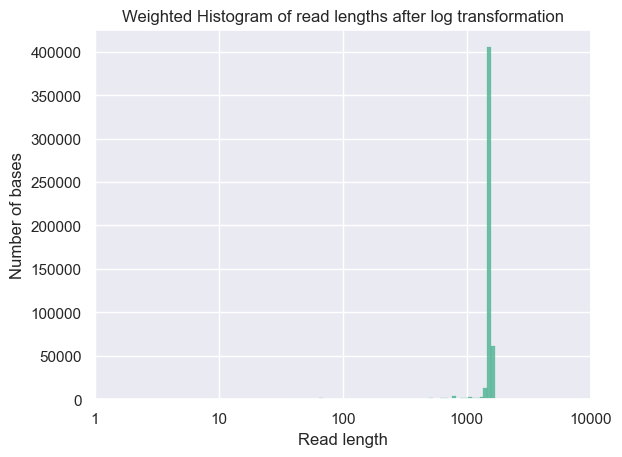 Weighted Histogram of read lengths after log transformation
Number of bases
400000
350000
300000
250000
200000
150000
100000
50000
0
1 10 100 1000 10000
Read length